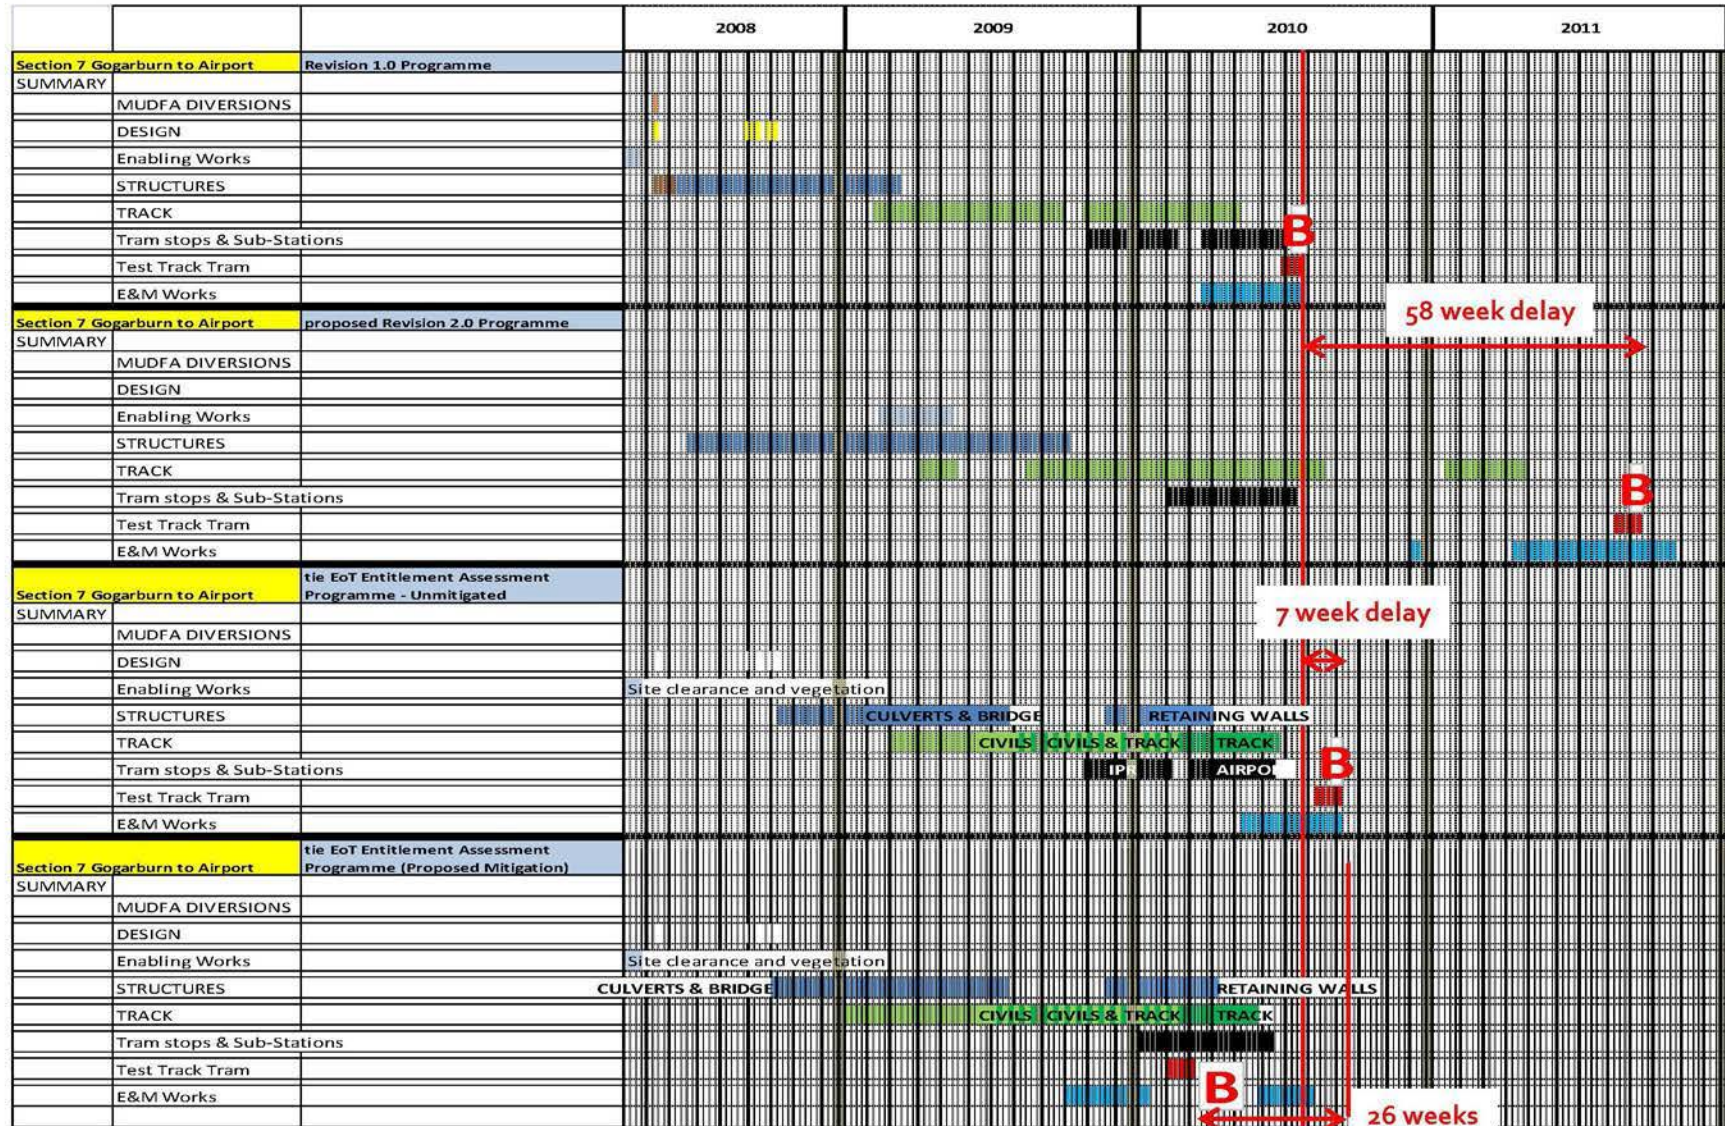 2008 2009 2010 2011
Section 7 Gogarburn to Airport Revision 1.0 Programme
SUMMARY
MUDFA DIVERSIONS
DESIGN
Enabling Works
STRUCTURES
TRACK
Tram stops & Sub-Stations B
Test Track Tram
E&M Works
58 week delay
Section 7 Gogarburn to Airport proposed Revision 2.0 Programme
SUMMARY
MUDFA DIVERSIONS
DESIGN
Enabling Works
STRUCTURES
TRACK
Tram stops & Sub-Stations B
Test Track Tram
E&M Works
tie EoT Entitlement Assessment
Section 7 Gogarburn to Airport Programme - Unmitigated
SUMMARY 7 week delay
MUDFA DIVERSIONS
DESIGN
Enabling Works Site clearance and vegetation
STRUCTURES CULVERTS & BRIDGE RETAINING WALLS
TRACK CIVILS CIVILS & TRACK TRACK
Tram stops & Sub-Stations IPR AIRPO B
Test Track Tram
E&M Works
tie EoT Entitlement Assessment
Section 7 Gogarburn to Airport Programme (Proposed Mitigation)
SUMMARY
MUDFA DIVERSIONS
DESIGN
Enabling Works Site clearance and vegetation
STRUCTURES CULVERTS & BRIDGE RETAINING WALLS
TRACK CIVILS CIVILS & TRACK TRACK
Tram stops & Sub-Stations
Test Track Tram
E&M Works B
26 weeks